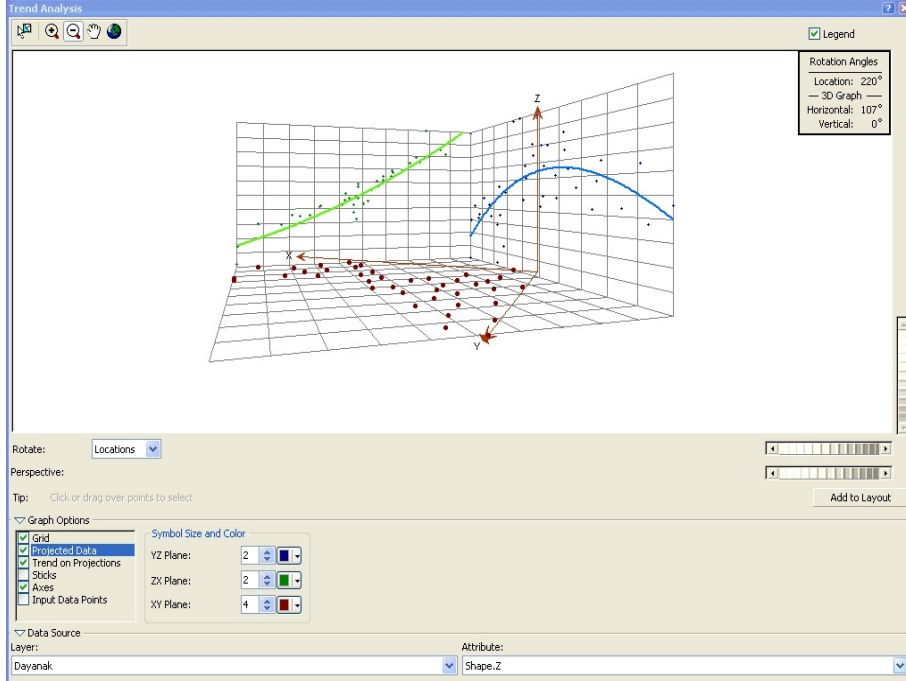 Trend Analysis
Legend
Rotation Angles
Location: 220°
3D Graph
Horizontal: 107°
Vertical: 0°
Z
X
Y
Rotate: Locations
Perspective:
Tip: Click or drag over points to select
Add to Layout
Graph Options
Grid
Projected Data
Trend on Projections
Sticks
Axes
Input Data Points
Symbol Size and Color
YZ Plane: 2
ZX Plane: 2
XY Plane: 4
Data Source
Layer: Attribute:
Dayanak Shape.Z